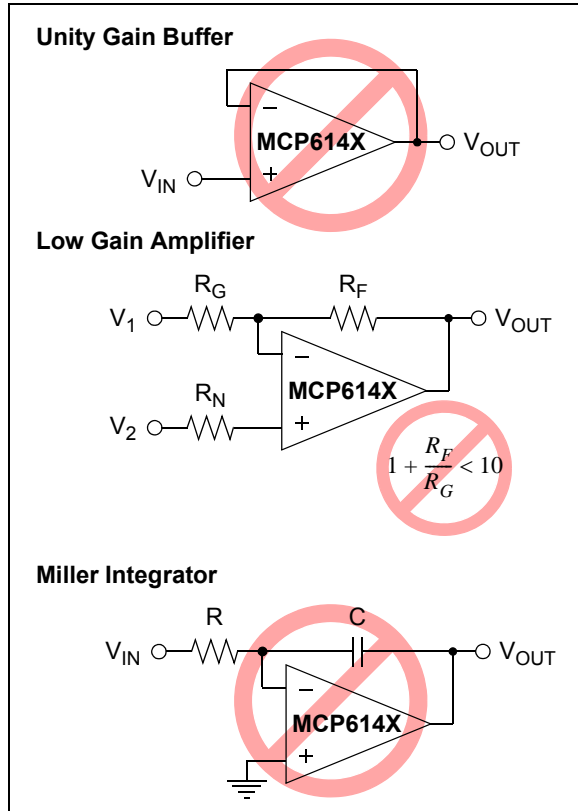 Unity Gain Buffer
−
MCP614X
+
V_IN
V_OUT
Low Gain Amplifier
R_G
R_F
V_1
V_OUT
−
MCP614X
R_N
+
V_2
1 + R_F/R_G < 10
Miller Integrator
R
C
V_IN
V_OUT
−
MCP614X
+